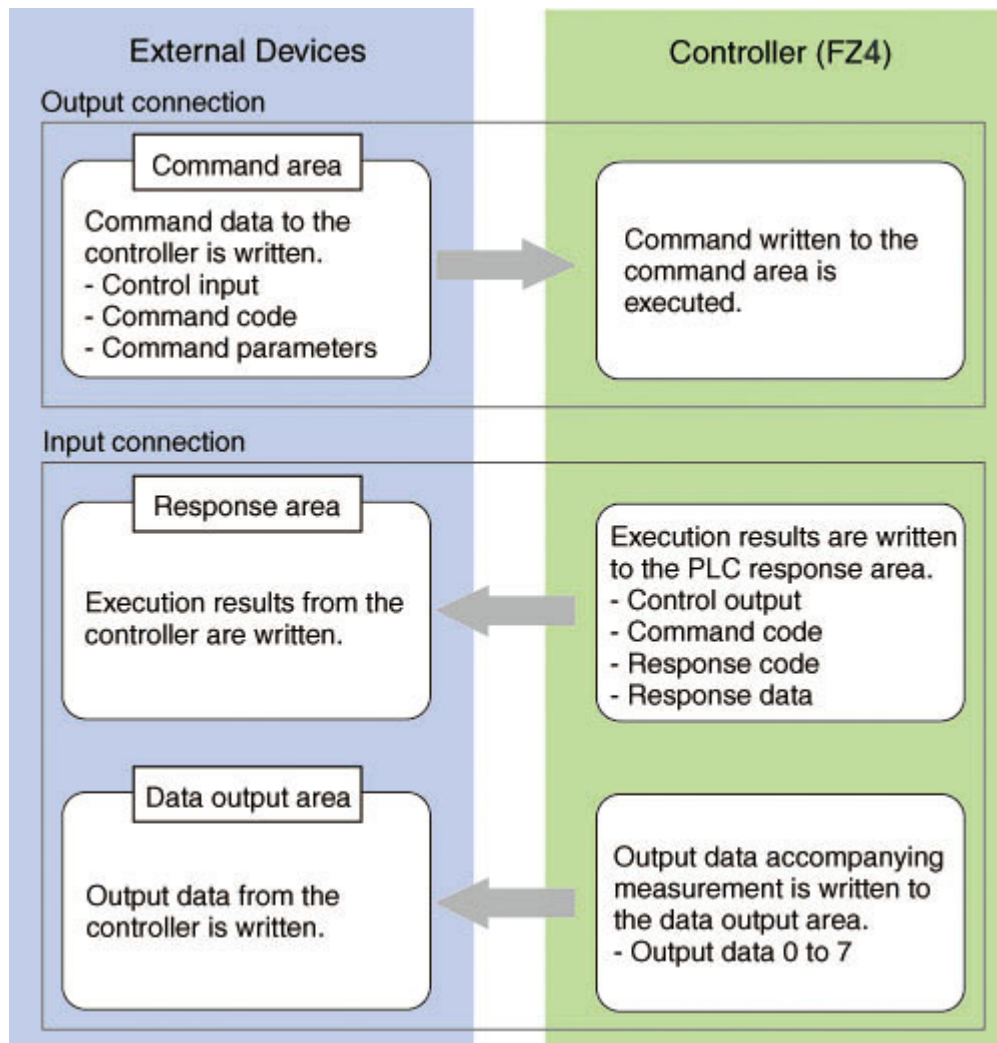 External Devices
Controller (FZ4)
Output connection
Command area
Command data to the
controller is written.
- Control input
- Command code
- Command parameters
Command written to the
command area is
executed.
Input connection
Response area
Execution results from the
controller are written.
Execution results are written
to the PLC response area.
- Control output
- Command code
- Response code
- Response data
Data output area
Output data from the
controller is written.
Output data accompanying
measurement is written to
the data output area.
- Output data 0 to 7